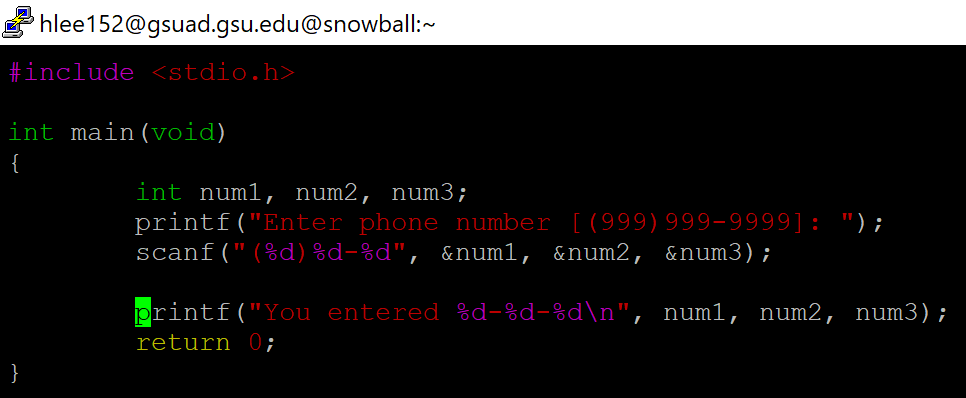 hlee152@gsuad.gsu.edu@snowball:~
#include <stdio.h>
int main(void)
{
int num1, num2, num3;
printf("Enter phone number [(999)999-9999]: ");
scanf("(%d)%d-%d", &num1, &num2, &num3);
printf("You entered %d-%d-%d\n", num1, num2, num3);
return 0;
}